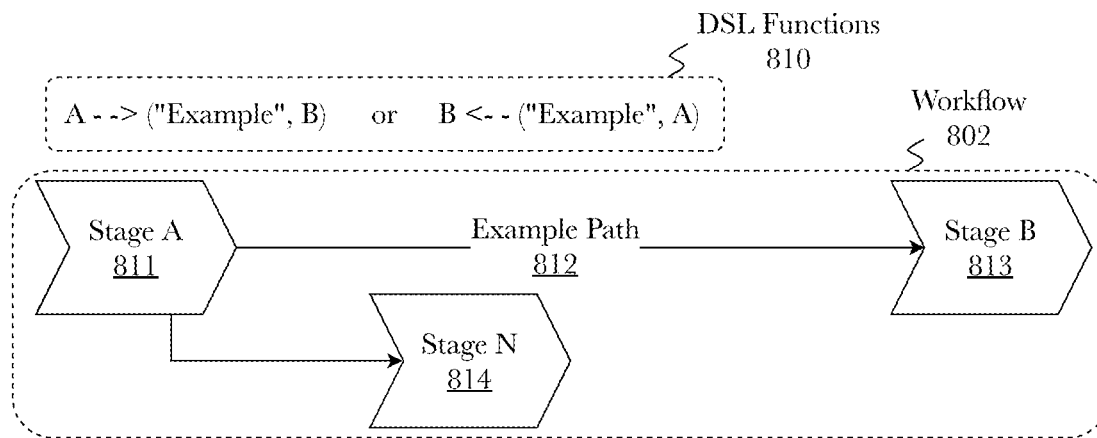 DSL Functions
810
A - -> ("Example", B) or B <- - ("Example", A)
Workflow
802
Stage A
811
Example Path
812
Stage B
813
Stage N
814